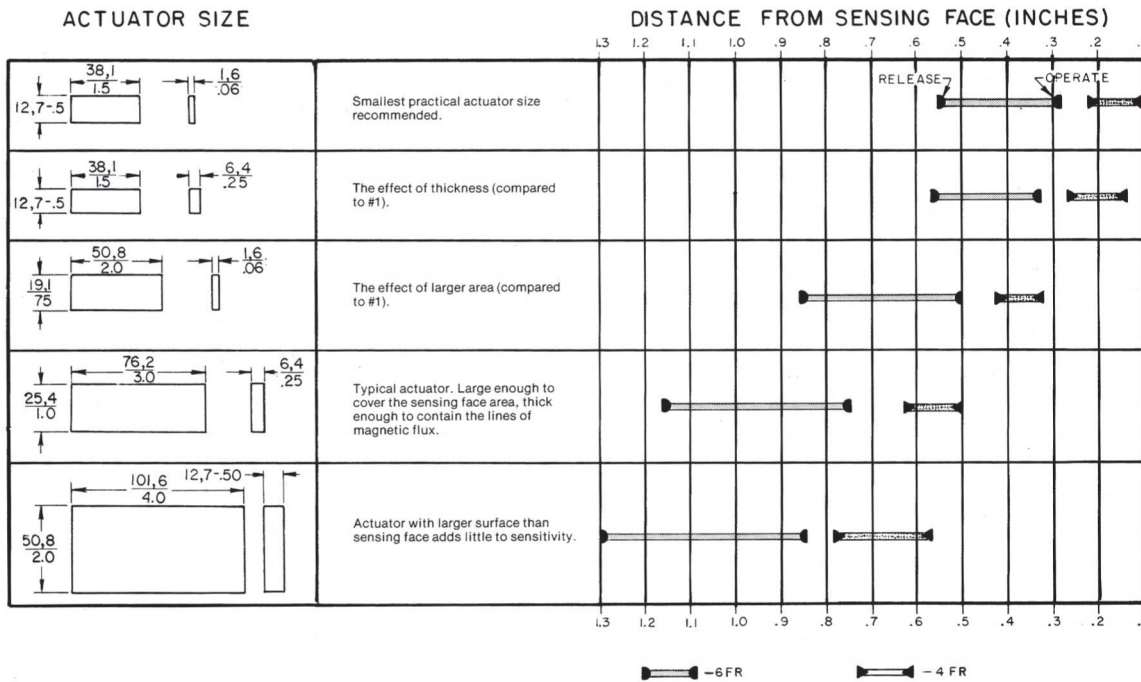 ACTUATOR SIZE
DISTANCE FROM SENSING FACE (INCHES)
1.3 1.2 1.1 1.0 .9 .8 .7 .6 .5 .4 .3 .2 .
38,1
1.5
1,6
.06
12,7-.5
Smallest practical actuator size
recommended.
RELEASE
OPERATE
38,1
1.5
6,4
.25
12,7-.5
The effect of thickness (compared
to #1).
50,8
2.0
1,6
.06
19,1
75
The effect of larger area (compared
to #1).
76,2
3.0
6,4
.25
25,4
1.0
Typical actuator. Large enough to
cover the sensing face area, thick
enough to contain the lines of
magnetic flux.
101,6
4.0
12,7-.50
50,8
2.0
Actuator with larger surface than
sensing face adds little to sensitivity.
1.3 1.2 1.1 1.0 .9 .8 .7 .6 .5 .4 .3 .2 .
-6FR
-4FR